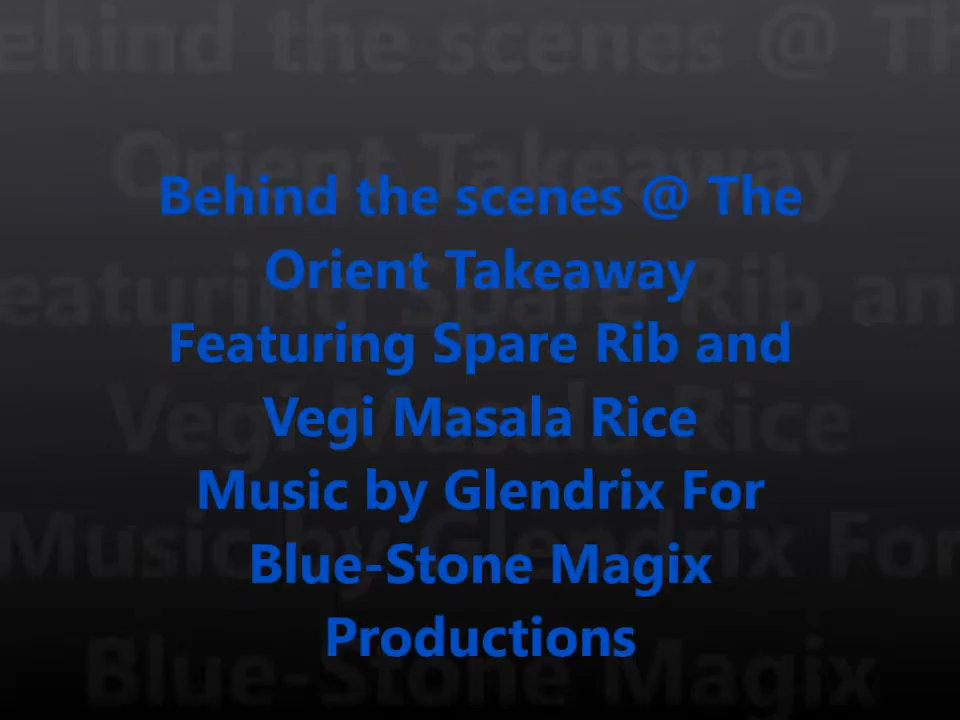 Behind the scenes @ The
Orient Takeaway
Featuring Spare Rib and
Vegi Masala Rice
Music by Glendrix For
Blue-Stone Magix
Productions